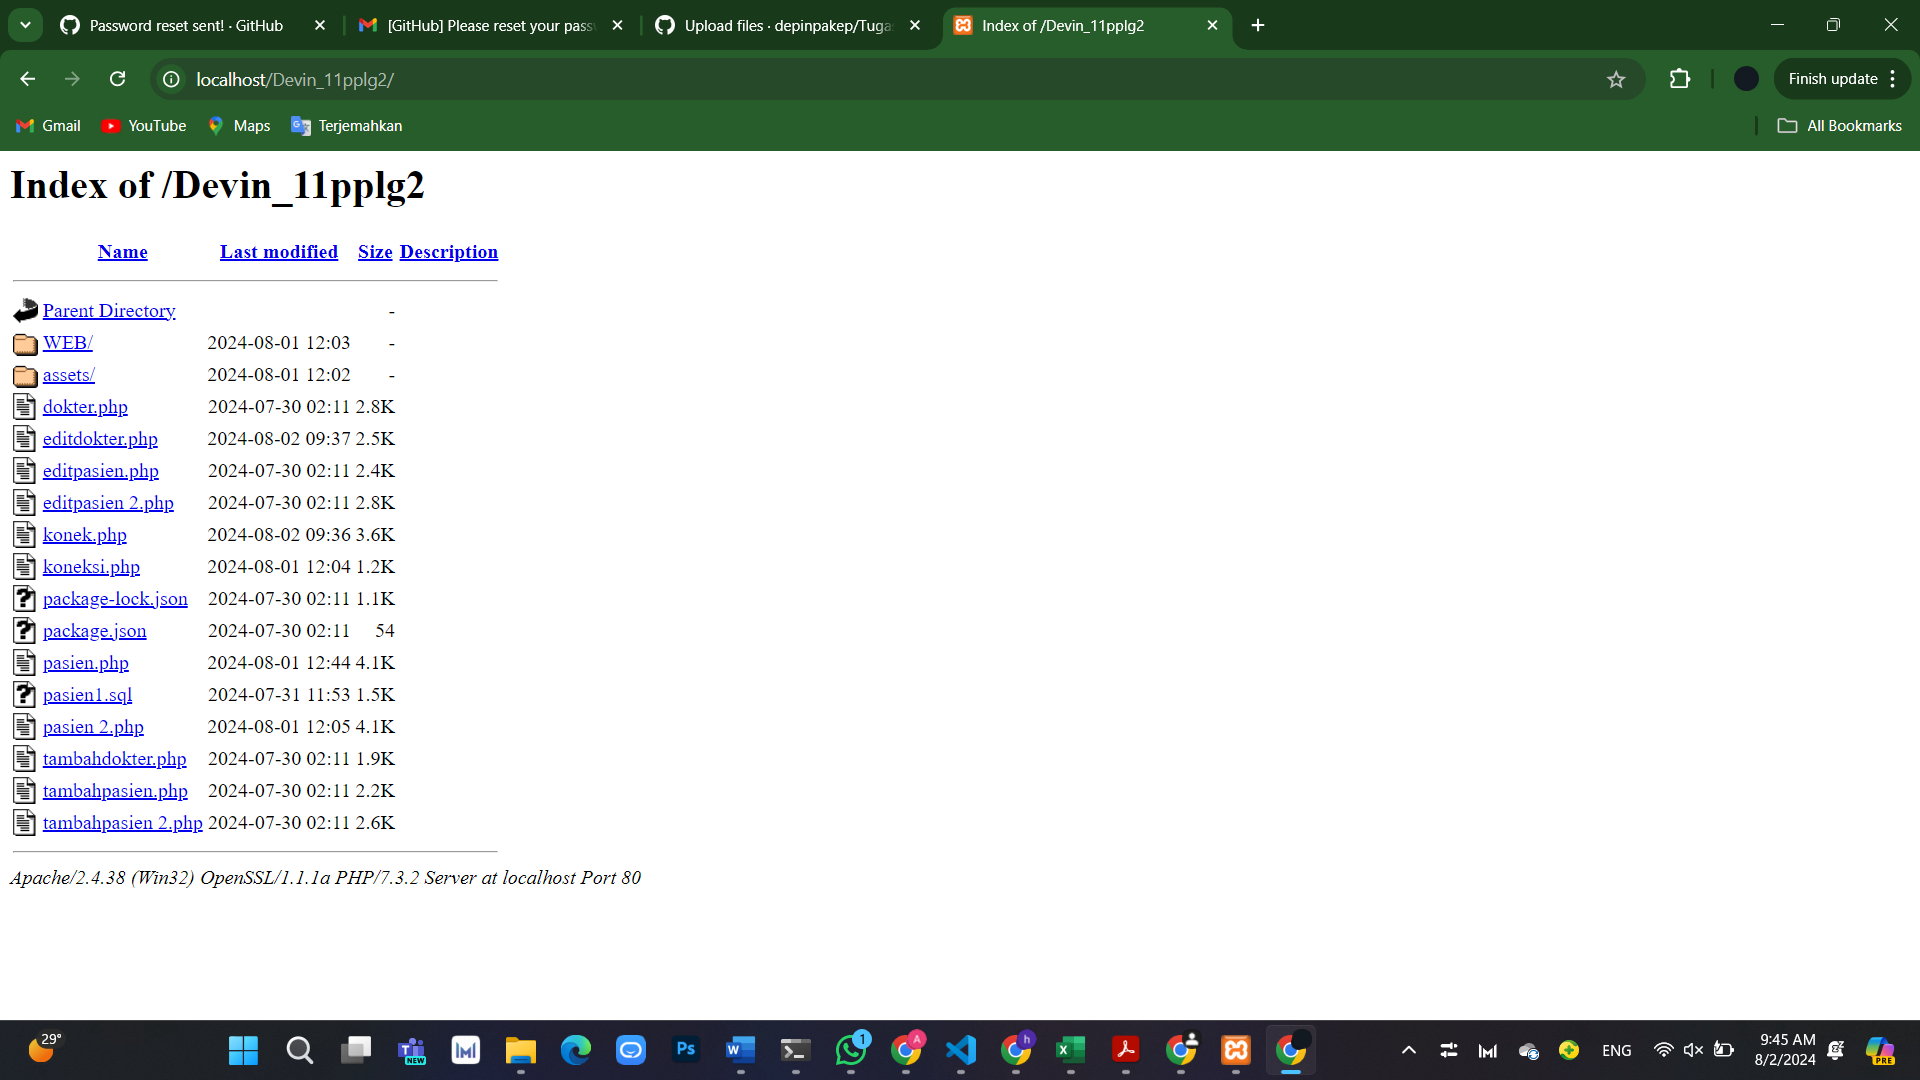 Password reset sent! · GitHub
[GitHub] Please reset your pass
Upload files · depinpakep/Tuga
Index of /Devin_11pplg2
localhost/Devin_11pplg2/
Finish update
Gmail
YouTube
Maps
Terjemahkan
All Bookmarks
Index of /Devin_11pplg2
Name Last modified Size Description
Parent Directory -
WEB/ 2024-08-01 12:03 -
assets/ 2024-08-01 12:02 -
dokter.php 2024-07-30 02:11 2.8K
editdokter.php 2024-08-02 09:37 2.5K
editpasien.php 2024-07-30 02:11 2.4K
editpasien 2.php 2024-07-30 02:11 2.8K
konek.php 2024-08-02 09:36 3.6K
koneksi.php 2024-08-01 12:04 1.2K
package-lock.json 2024-07-30 02:11 1.1K
package.json 2024-07-30 02:11 54
pasien.php 2024-08-01 12:44 4.1K
pasien1.sql 2024-07-31 11:53 1.5K
pasien 2.php 2024-08-01 12:05 4.1K
tambahdokter.php 2024-07-30 02:11 1.9K
tambahpasien.php 2024-07-30 02:11 2.2K
tambahpasien 2.php 2024-07-30 02:11 2.6K
Apache/2.4.38 (Win32) OpenSSL/1.1.1a PHP/7.3.2 Server at localhost Port 80
29°
NEW
Ps
1
A
h
ENG
9:45 AM
8/2/2024
PRE